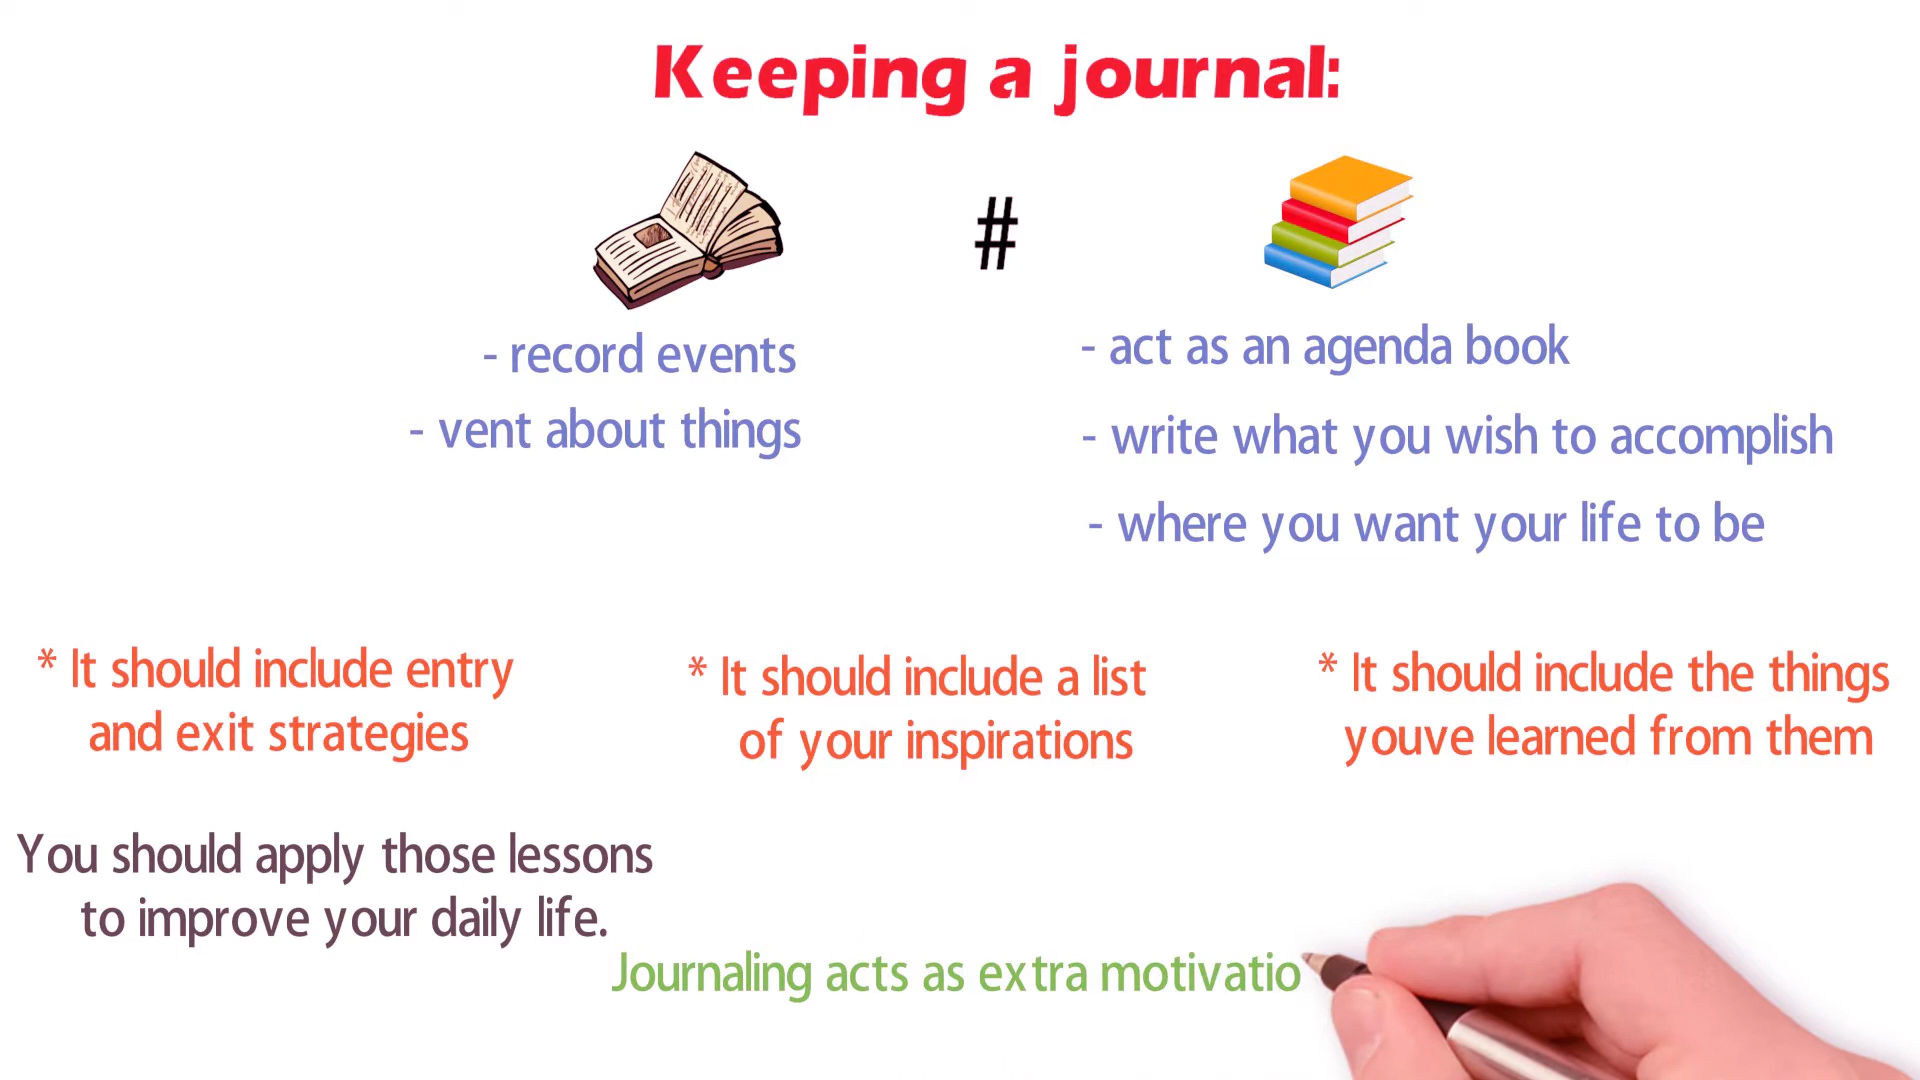 Keeping a journal:
#
- record events
- vent about things
- act as an agenda book
- write what you wish to accomplish
- where you want your life to be
* It should include entry
and exit strategies
* It should include a list
of your inspirations
* It should include the things
youve learned from them
You should apply those lessons
to improve your daily life.
Journaling acts as extra motivatio